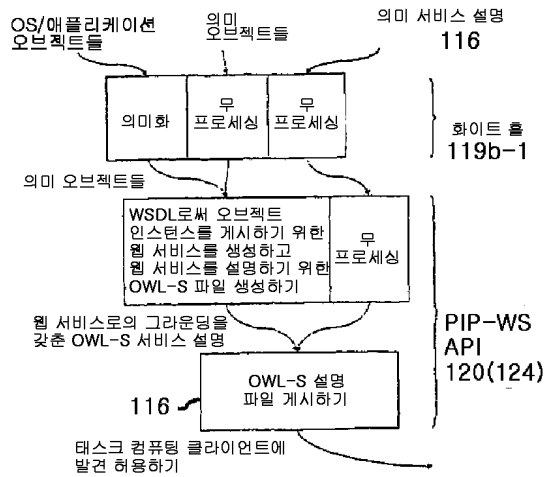 OS/애플리케이션
오브젝트들
의미
오브젝트들
의미 서비스 설명
116
의미화
무
프로세싱
무
프로세싱
화이트 홀
119b-1
의미 오브젝트들
WSDL로써 오브젝트
인스턴스를 게시하기 위한
웹 서비스를 생성하고
웹 서비스를 설명하기 위한
OWL-S 파일 생성하기
무
프로세싱
웹 서비스로의 그라운딩을
갖춘 OWL-S 서비스 설명
PIP-WS
API
120(124)
OWL-S 설명
파일 게시하기
116
태스크 컴퓨팅 클라이언트에
발견 허용하기